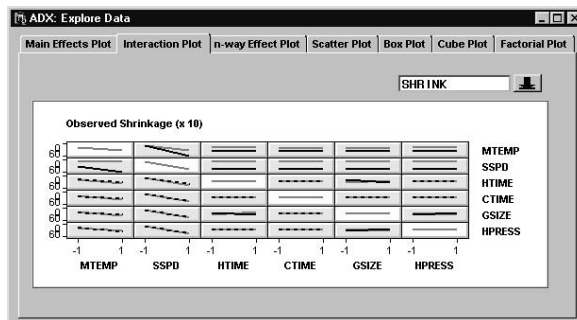 ADX: Explore Data
Main Effects Plot Interaction Plot n-way Effect Plot Scatter Plot Box Plot Cube Plot Factorial Plot
SHRINK
Observed Shrinkage (x 10)
MTEMP
SSPD
HTIME
CTIME
GSIZE
HPRESS
-1 1 -1 1 -1 1 -1 1 -1 1 -1 1
MTEMP SSPD HTIME CTIME GSIZE HPRESS